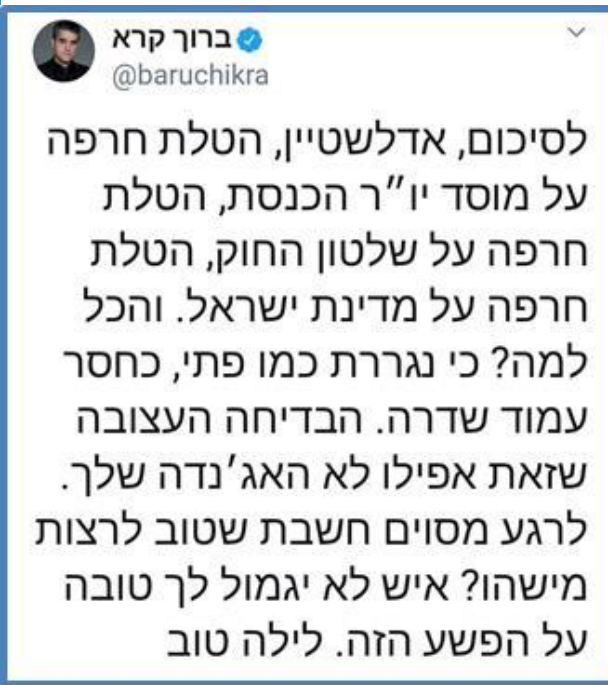 ברוך קרא
@baruchikra
לסיכום, אדלשטיין, הטלת חרפה
על מוסד יו״ר הכנסת, הטלת
חרפה על שלטון החוק, הטלת
חרפה על מדינת ישראל. והכל
למה? כי נגררת כמו פתי, כחסר
עמוד שדרה. הבדיחה העצובה
שזאת אפילו לא האג׳נדה שלך.
לרגע מסוים חשבת שטוב לרצות
מישהו? איש לא יגמול לך טובה
על הפשע הזה. לילה טוב